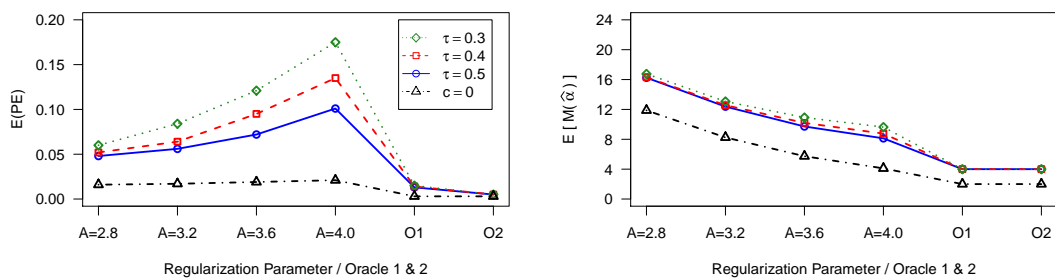 E(PE)
0.20
0.15
0.10
0.05
0.00
τ = 0.3
τ = 0.4
τ = 0.5
c = 0
A=2.8 A=3.2 A=3.6 A=4.0 O1 O2
Regularization Parameter / Oracle 1 & 2
E [ M(α̂) ]
24
20
16
12
8
4
0
A=2.8 A=3.2 A=3.6 A=4.0 O1 O2
Regularization Parameter / Oracle 1 & 2